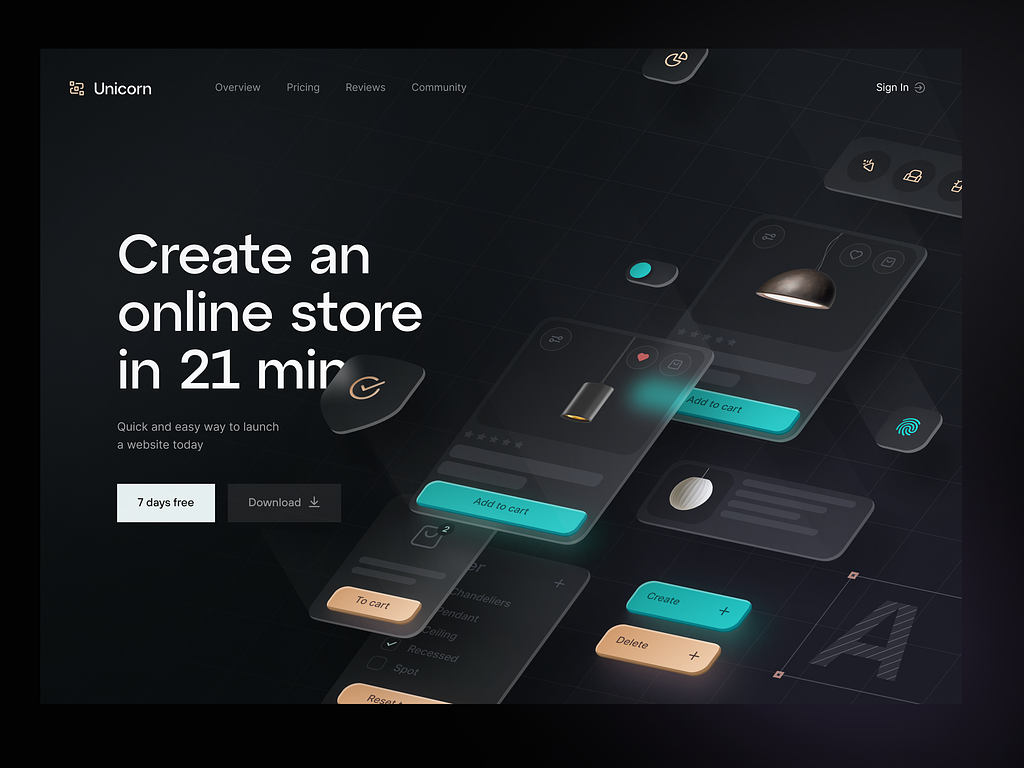 Unicorn
Overview
Pricing
Reviews
Community
Sign In
Create an
online store
in 21 min
Quick and easy way to launch
a website today
7 days free
Download
Add to cart
Add to cart
2
To cart
Chandeliers
Pendant
Ceiling
Recessed
Spot
Create
Delete
A